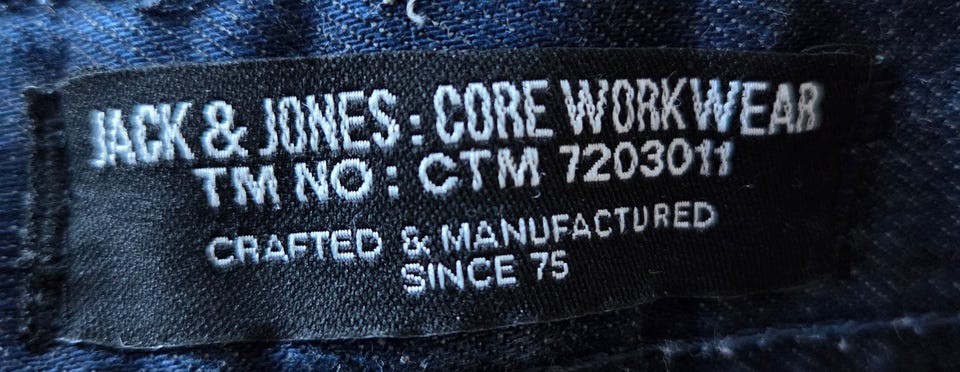 JACK & JONES: CORE WORKWEAR
TM NO: CTM 7203011
CRAFTED & MANUFACTURED
SINCE 75